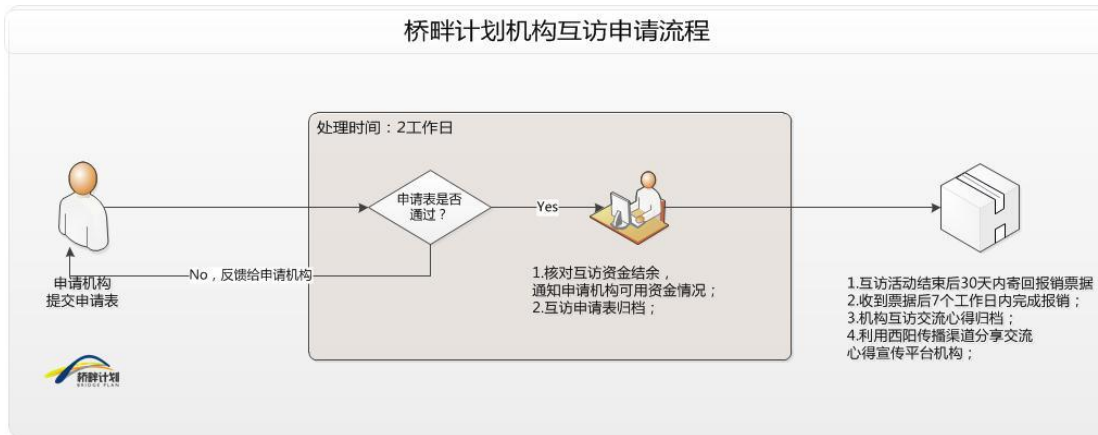 桥畔计划机构互访申请流程
处理时间：2工作日
申请表是否
通过？
Yes
No，反馈给申请机构
申请机构
提交申请表
1.核对互访资金结余，
通知申请机构可用资金情况；
2.互访申请表归档；
1.互访活动结束后30天内寄回报销票据
2.收到票据后7个工作日内完成报销；
3.机构互访交流心得归档；
4.利用西阳传播渠道分享交流
心得宣传平台机构；
桥畔计划
BRIDGE PLAN